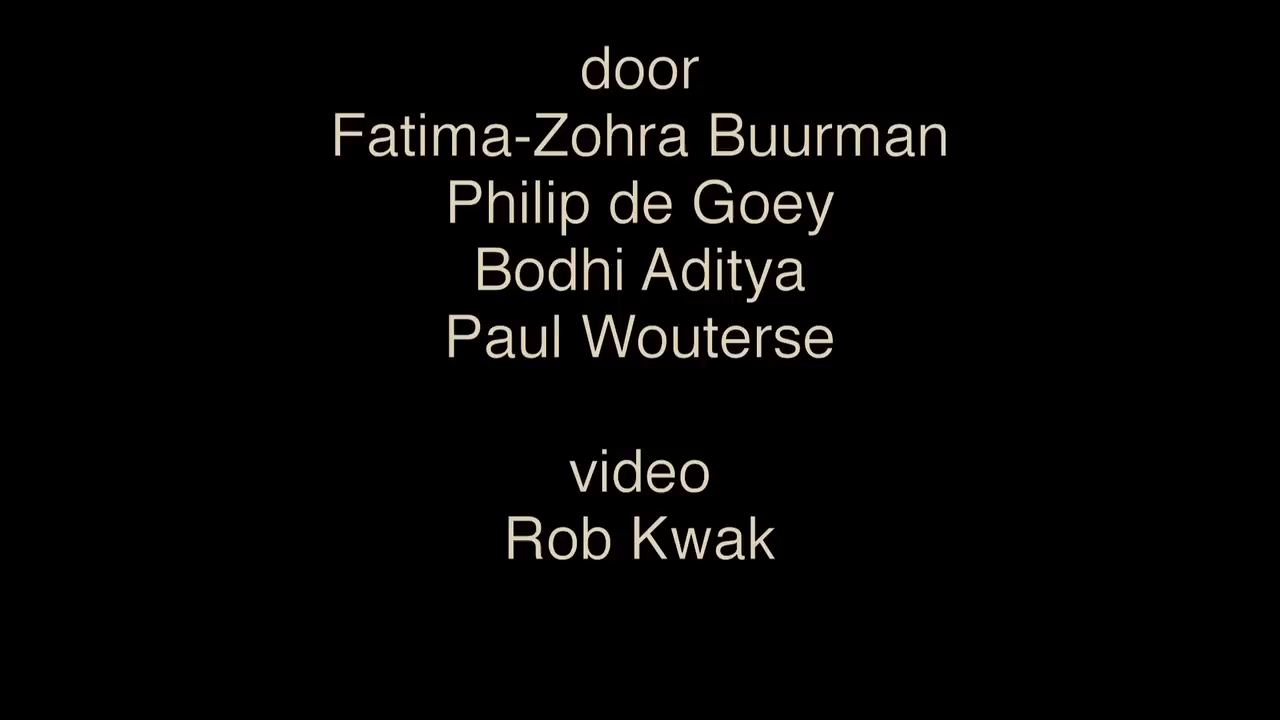 door
Fatima-Zohra Buurman
Philip de Goey
Bodhi Aditya
Paul Wouterse
video
Rob Kwak